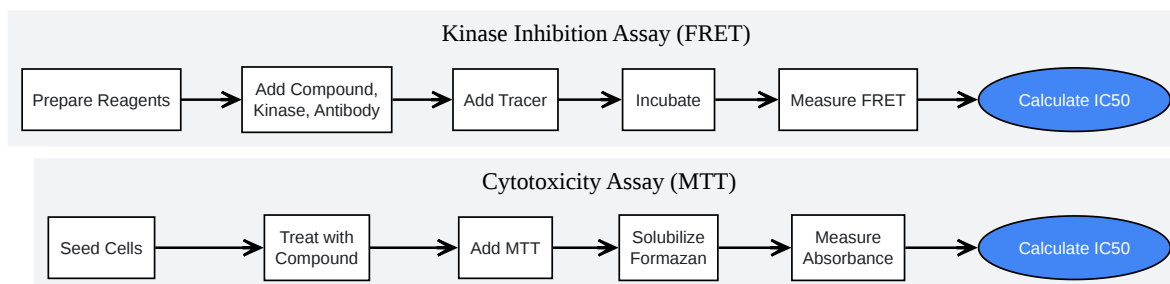 Kinase Inhibition Assay (FRET)
Prepare Reagents
Add Compound,
Kinase, Antibody
Add Tracer
Incubate
Measure FRET
Calculate IC50
Cytotoxicity Assay (MTT)
Seed Cells
Treat with
Compound
Add MTT
Solubilize
Formazan
Measure
Absorbance
Calculate IC50